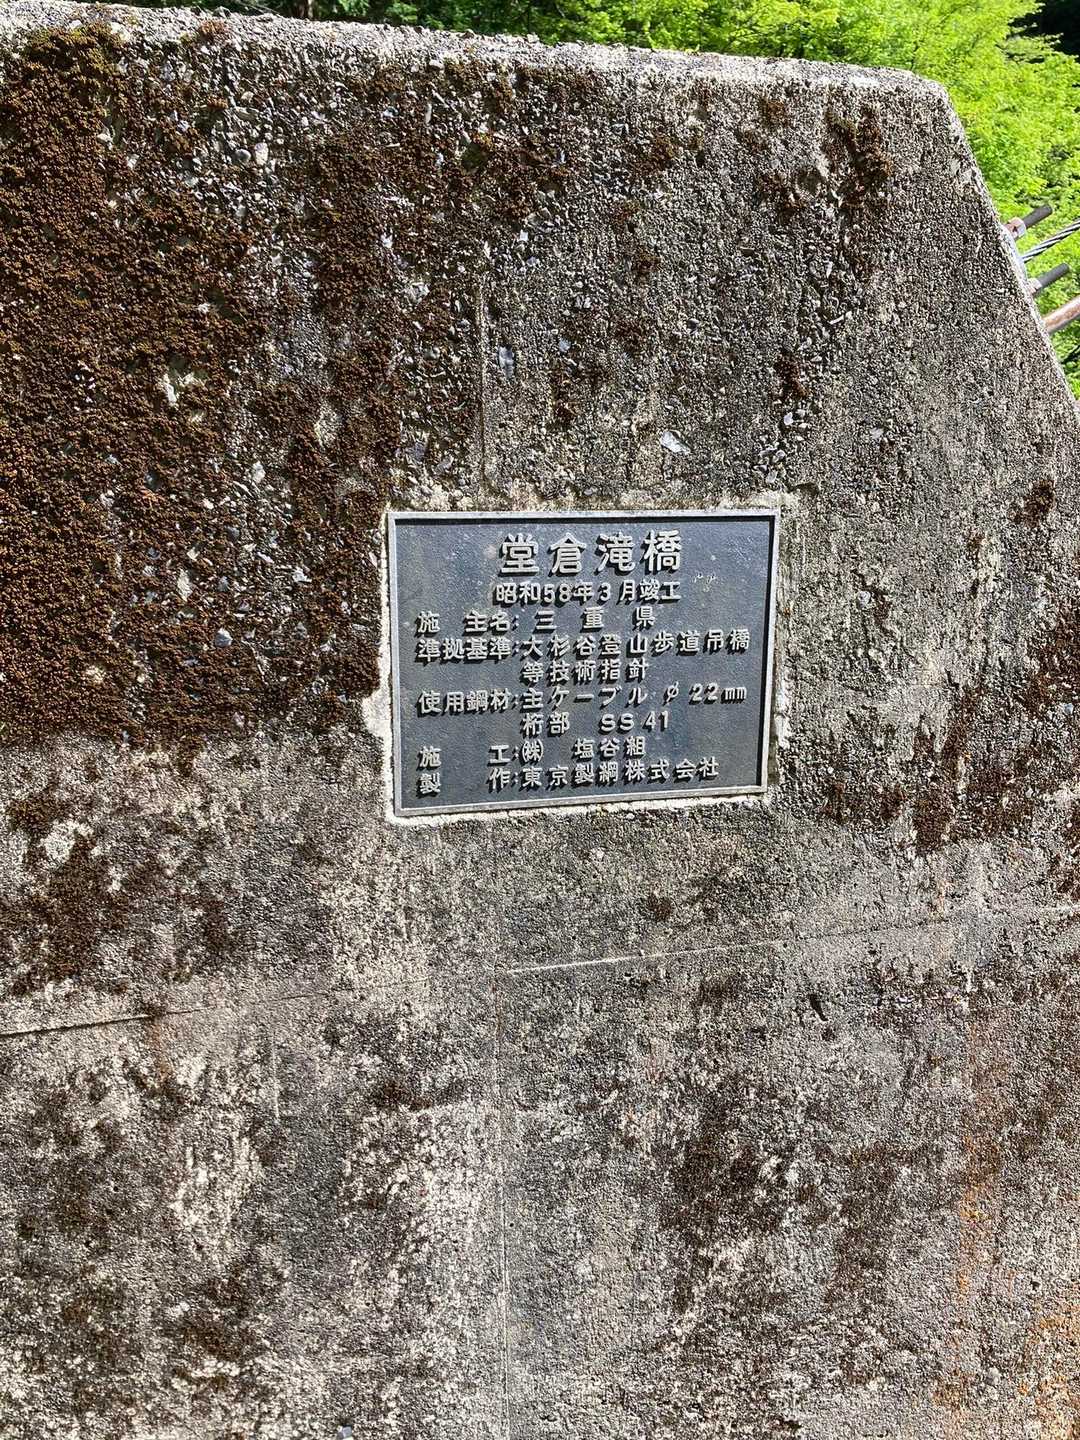 堂倉滝橋
昭和58年3月竣工
施主名:三重県
準拠基準:大杉谷登山歩道吊橋
等技術指針
使用鋼材:主ケーブル φ22mm
桁部 SS41
施工:㈱ 塩谷組
製作:東京製綱株式会社